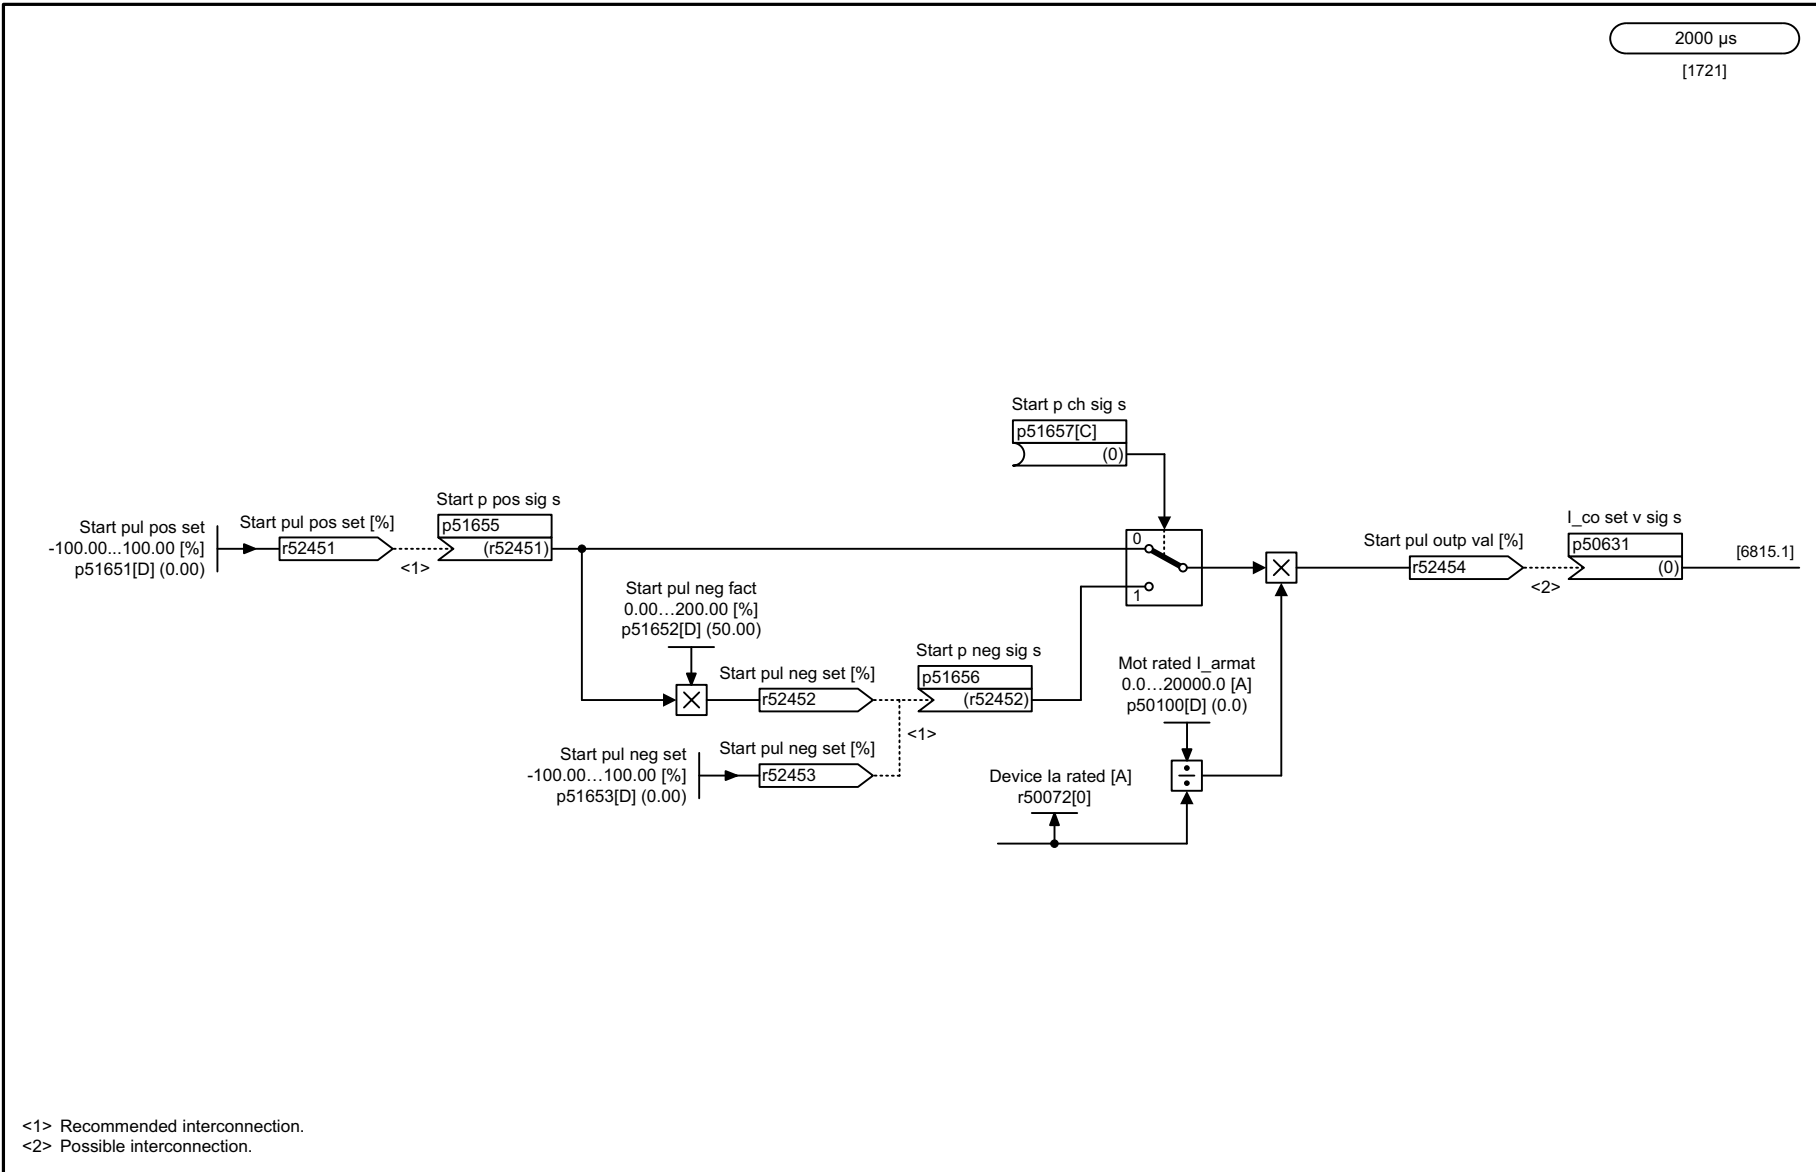 2000 µs
[1721]
Start p ch sig s
p51657[C]
(0)
Start p pos sig s
Start pul pos set
-100.00...100.00 [%]
p51651[D] (0.00)
Start pul pos set [%]
r52451
<1>
p51655
(r52451)
0
1
Start pul outp val [%]
r52454
<2>
I_co set v sig s
p50631
(0)
[6815.1]
Start pul neg fact
0.00...200.00 [%]
p51652[D] (50.00)
Start pul neg set [%]
r52452
Start p neg sig s
p51656
(r52452)
<1>
Start pul neg set
-100.00...100.00 [%]
p51653[D] (0.00)
Start pul neg set [%]
r52453
Mot rated I_armat
0.0...20000.0 [A]
p50100[D] (0.0)
Device Ia rated [A]
r50072[0]
<1> Recommended interconnection.
<2> Possible interconnection.